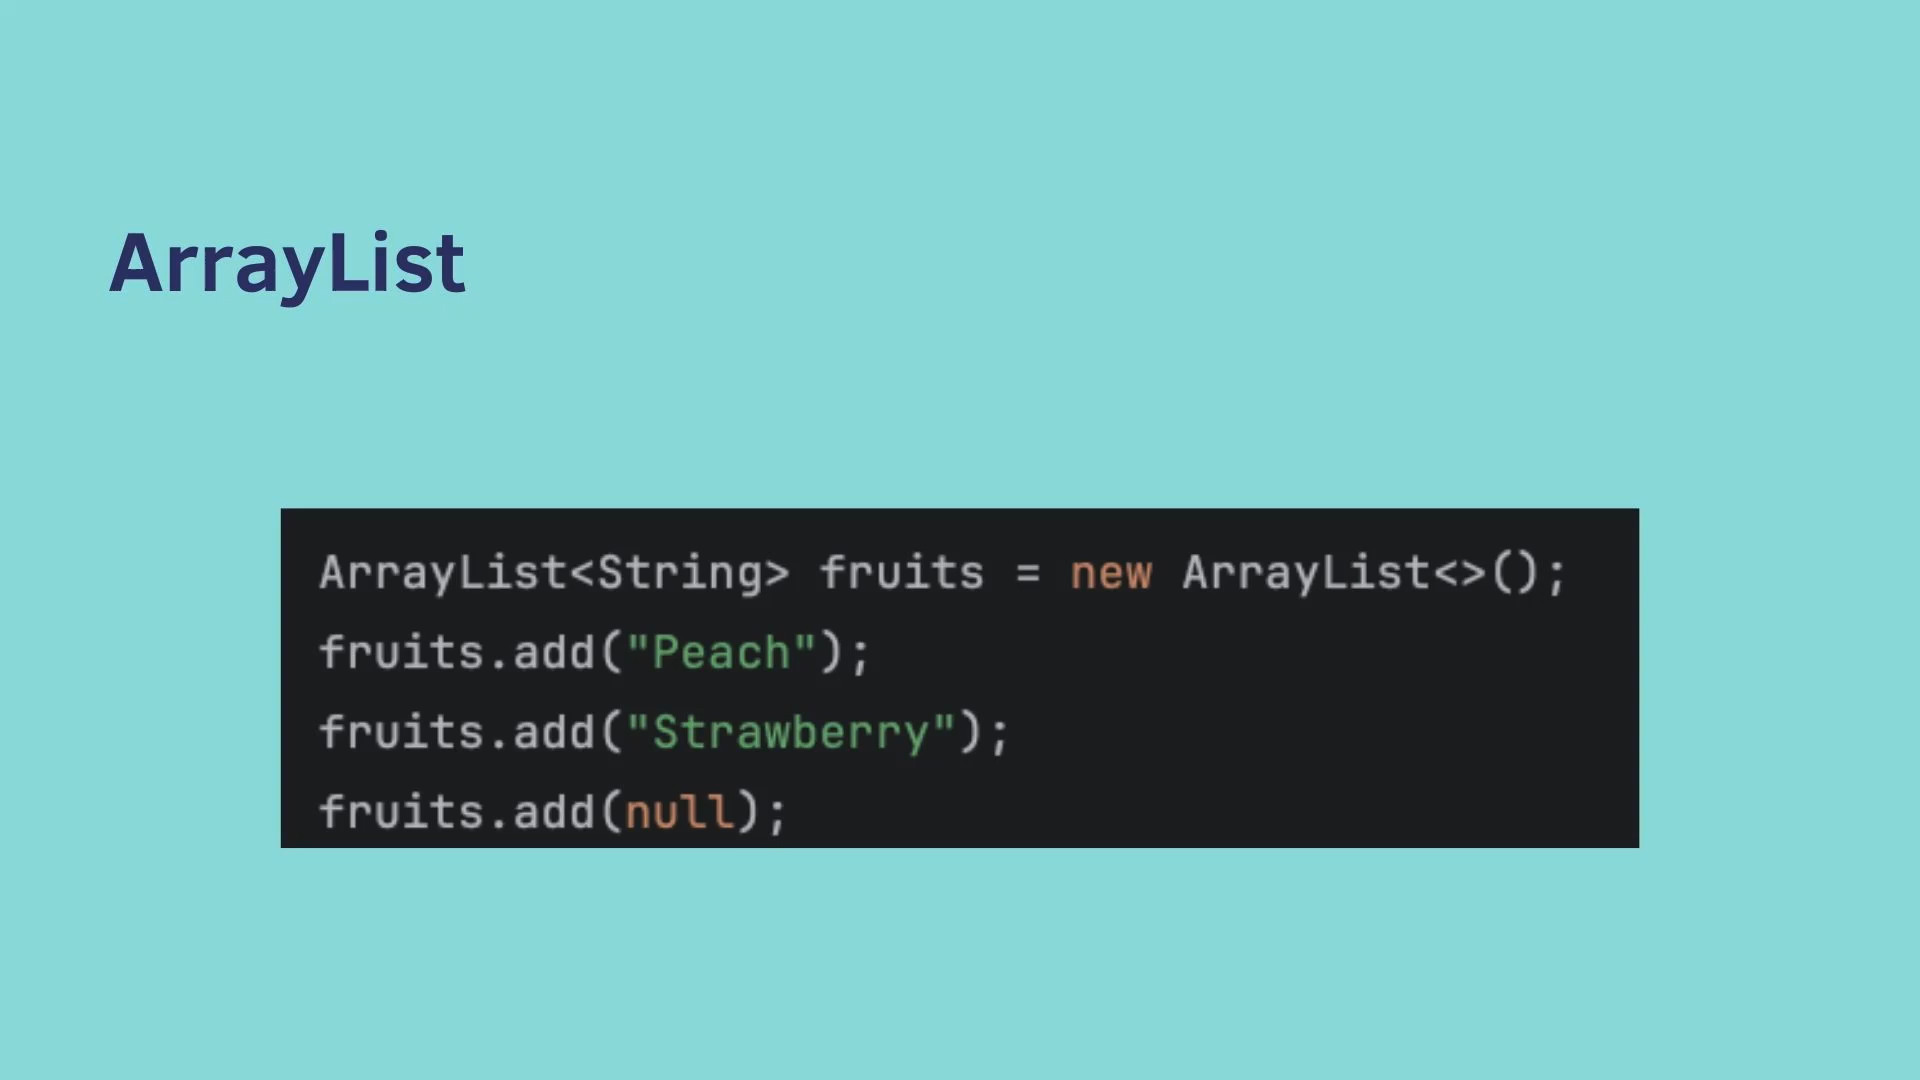 ArrayList
ArrayList<String> fruits = new ArrayList<>();
fruits.add("Peach");
fruits.add("Strawberry");
fruits.add(null);